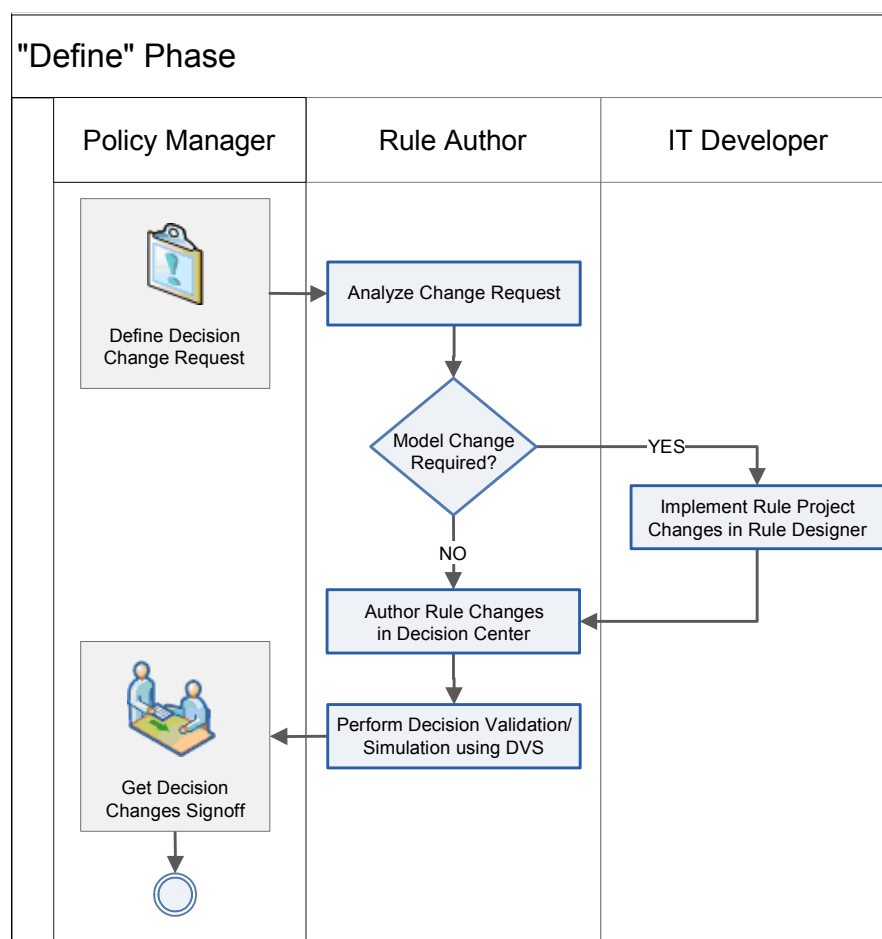 "Define" Phase
Policy Manager
Rule Author
IT Developer
Define Decision
Change Request
Analyze Change Request
Model Change
Required?
YES
Implement Rule Project
Changes in Rule Designer
NO
Author Rule Changes
in Decision Center
Perform Decision Validation/
Simulation using DVS
Get Decision
Changes Signoff